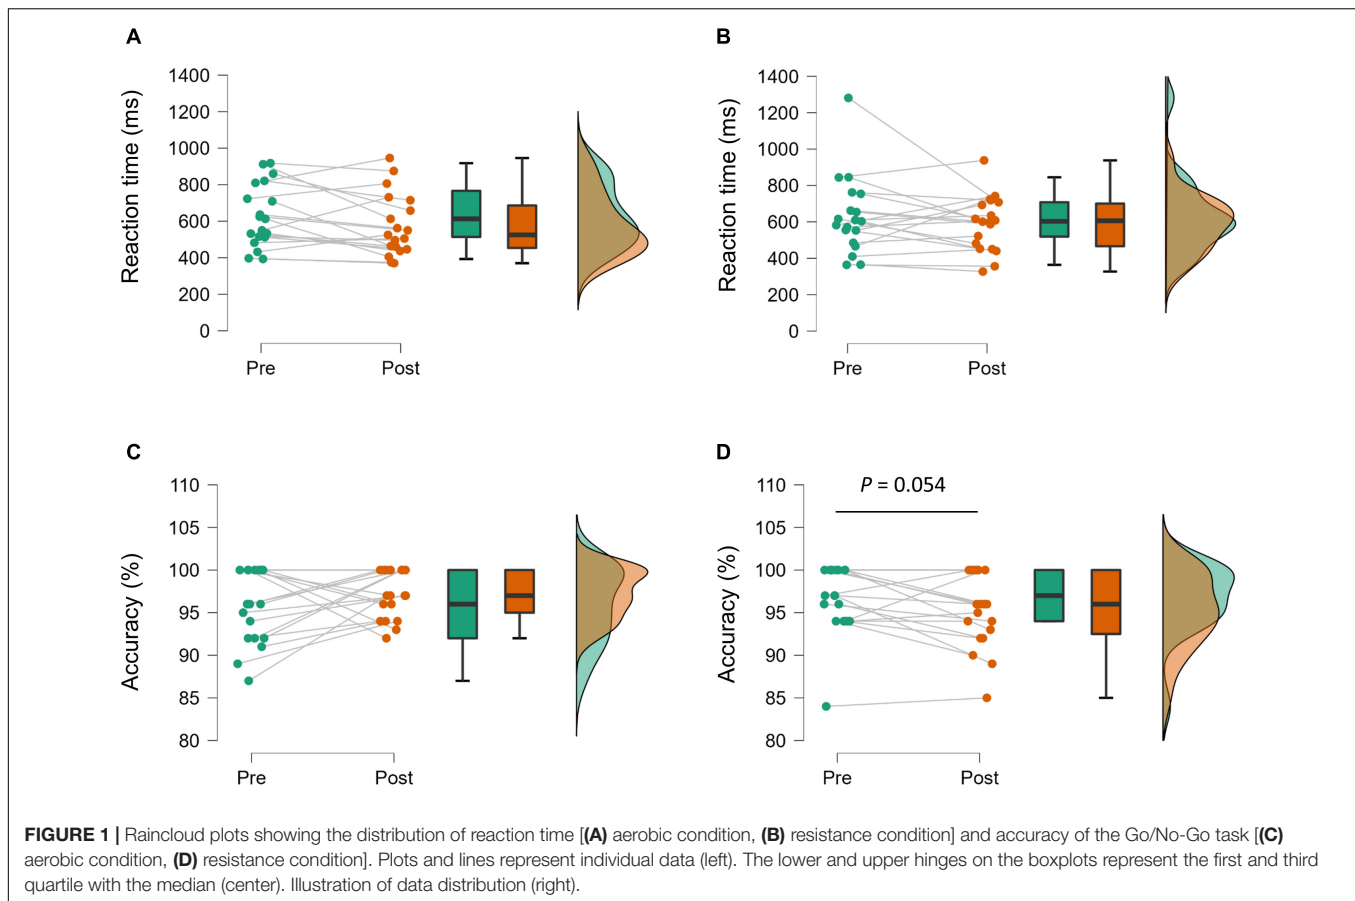 A
Reaction time (ms)
1400
1200
1000
800
600
400
200
0
Pre Post
B
Reaction time (ms)
1400
1200
1000
800
600
400
200
0
Pre Post
C
Accuracy (%)
110
105
100
95
90
85
80
Pre Post
D
Accuracy (%)
110
105
100
95
90
85
80
P = 0.054
Pre Post
FIGURE 1 | Raincloud plots showing the distribution of reaction time [(A) aerobic condition, (B) resistance condition] and accuracy of the Go/No-Go task [(C)
aerobic condition, (D) resistance condition]. Plots and lines represent individual data (left). The lower and upper hinges on the boxplots represent the first and third
quartile with the median (center). Illustration of data distribution (right).